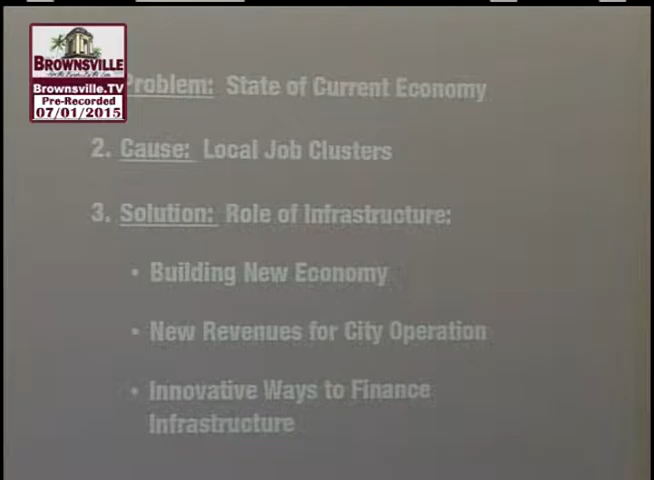 BROWNSVILLE
Brownsville.TV
Pre-Recorded
07/01/2015
Problem: State of Current Economy
2. Cause: Local Job Clusters
3. Solution: Role of Infrastructure:
• Building New Economy
• New Revenues for City Operation
• Innovative Ways to Finance
Infrastructure